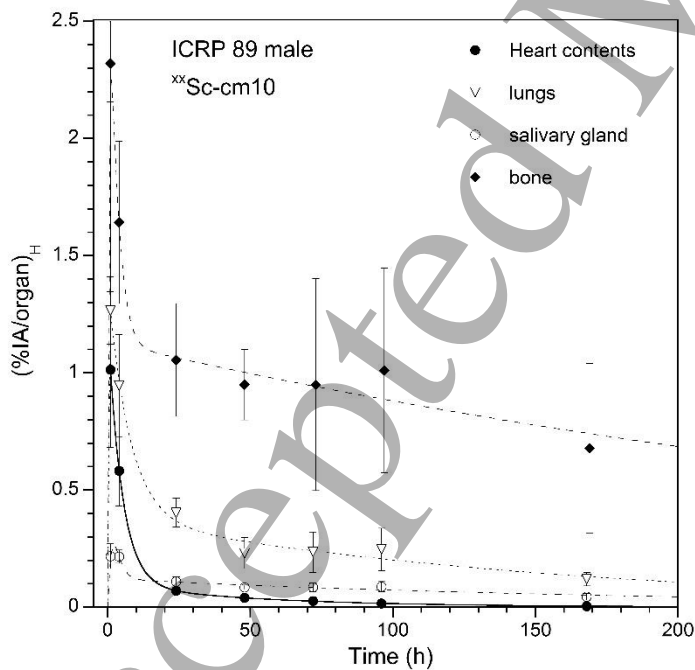 2.5
ICRP 89 male
xxSc-cm10
Heart contents
lungs
salivary gland
bone
2
1.5
(%IA/organ)H
1
0.5
0
0
50
100
150
200
Time (h)
ccepted M